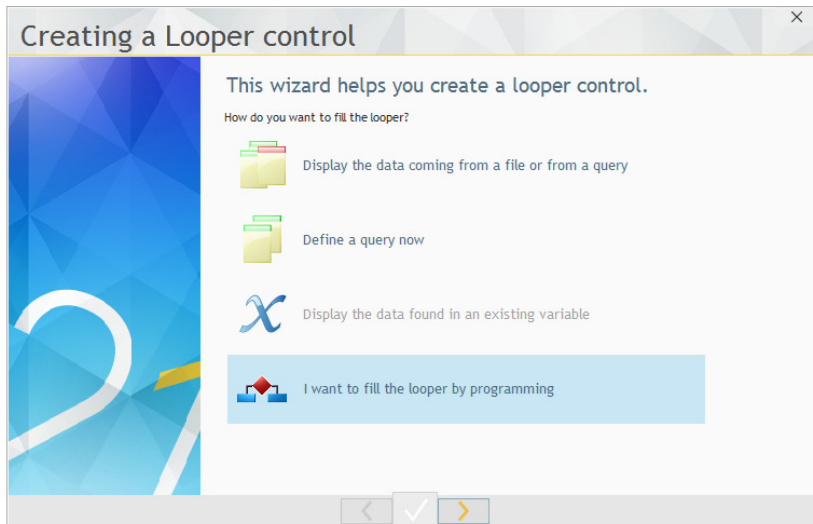 Creating a Looper control
This wizard helps you create a looper control.
How do you want to fill the looper?
Display the data coming from a file or from a query
Define a query now
Display the data found in an existing variable
I want to fill the looper by programming